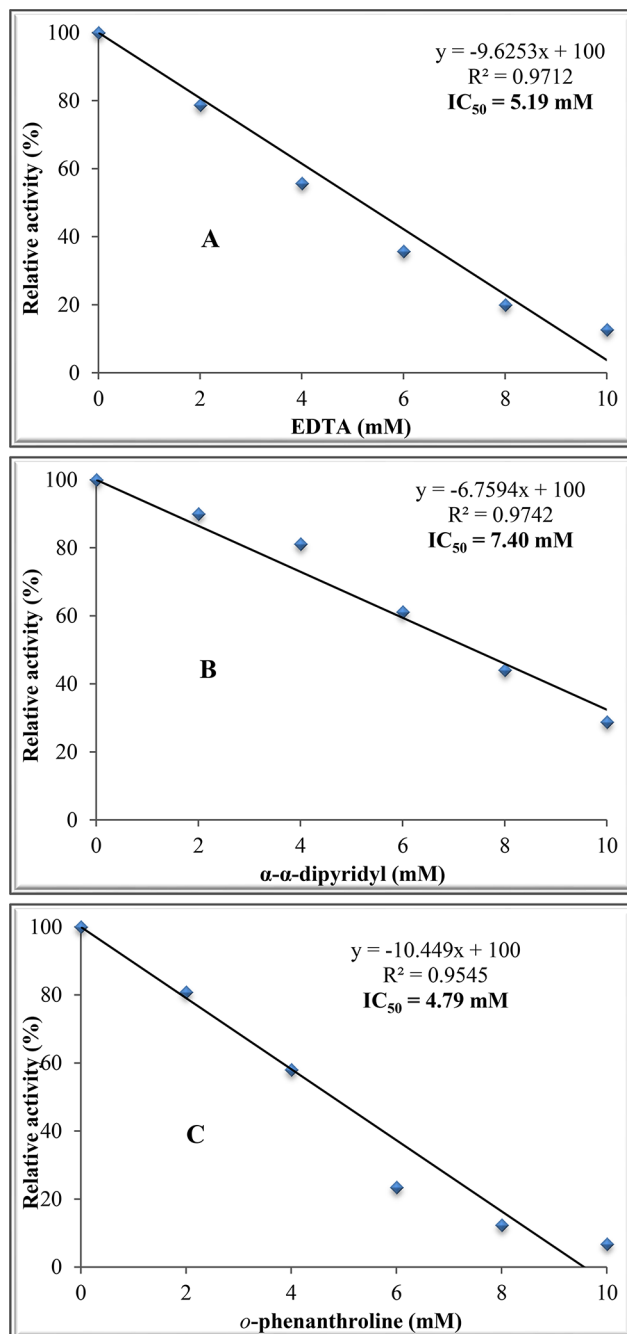 y = -9.6253x + 100
R² = 0.9712
IC₅₀ = 5.19 mM
Relative activity (%)
100
80
60
40
20
0
A
0 2 4 6 8 10
EDTA (mM)
y = -6.7594x + 100
R² = 0.9742
IC₅₀ = 7.40 mM
Relative activity (%)
100
80
60
40
20
0
B
0 2 4 6 8 10
α-α-dipyridyl (mM)
y = -10.449x + 100
R² = 0.9545
IC₅₀ = 4.79 mM
Relative activity (%)
100
80
60
40
20
0
C
0 2 4 6 8 10
o-phenanthroline (mM)